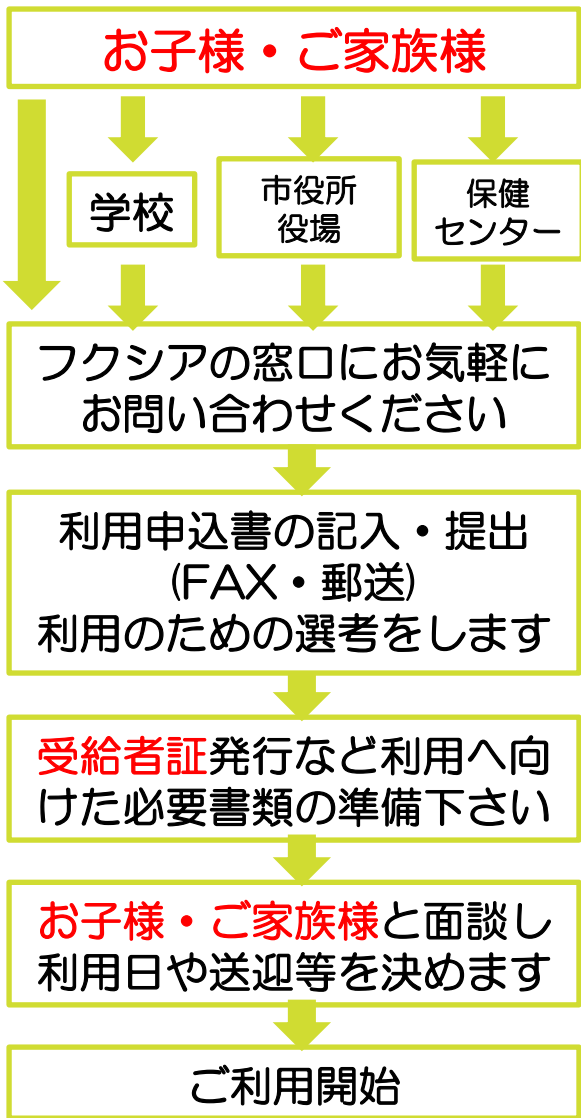 お子様・ご家族様
学校
市役所
役場
保健
センター
フクシアの窓口にお気軽に
お問い合わせください
利用申込書の記入・提出
(FAX・郵送)
利用のための選考をします
受給者証発行など利用へ向
けた必要書類の準備下さい
お子様・ご家族様と面談し
利用日や送迎等を決めます
ご利用開始